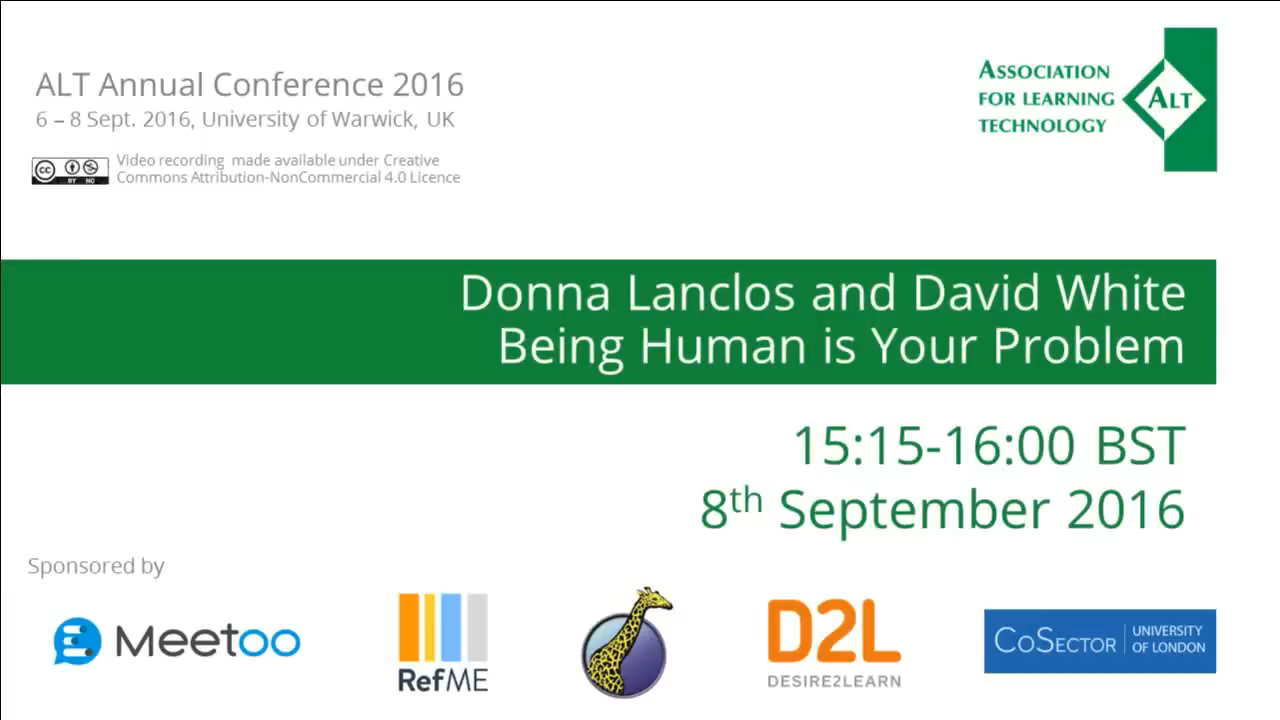 ALT Annual Conference 2016
6 – 8 Sept. 2016, University of Warwick, UK
cc BY NC
Video recording made available under Creative
Commons Attribution-NonCommercial 4.0 Licence
ASSOCIATION
FOR LEARNING
TECHNOLOGY
ALT
Donna Lanclos and David White
Being Human is Your Problem
15:15-16:00 BST
8th September 2016
Sponsored by
Meetoo
RefME
D2L
DESIRE2LEARN
COSECTOR
UNIVERSITY
OF LONDON